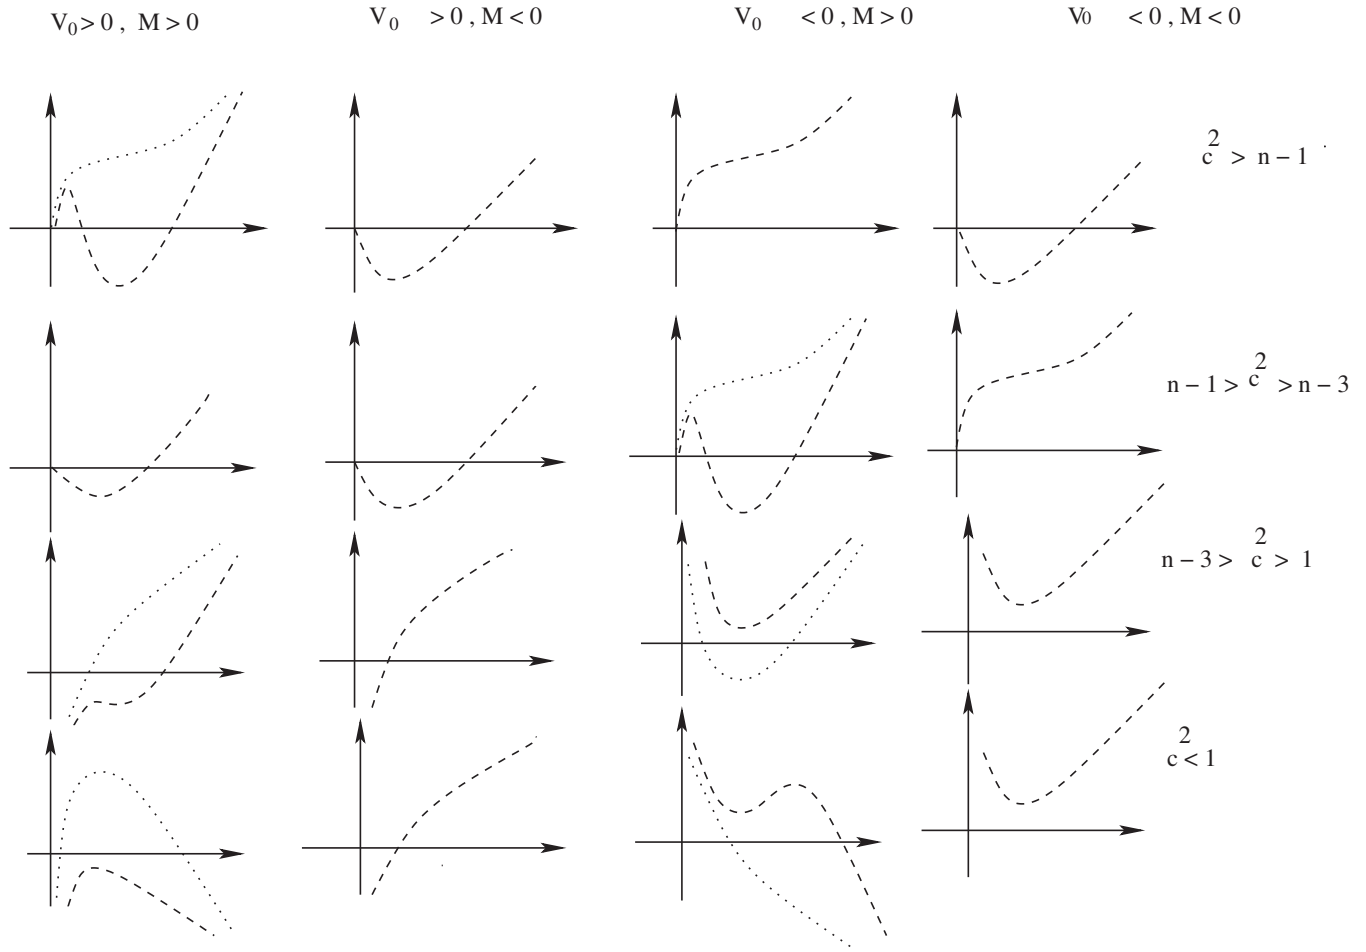 V₀ > 0 , M > 0
V₀ > 0 , M < 0
V₀ < 0 , M > 0
V₀ < 0 , M < 0
c² > n − 1
n − 1 > c² > n − 3
n − 3 > c² > 1
c² < 1